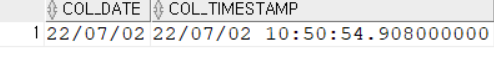 COL_DATE COL_TIMESTAMP
1 22/07/02 22/07/02 10:50:54.908000000